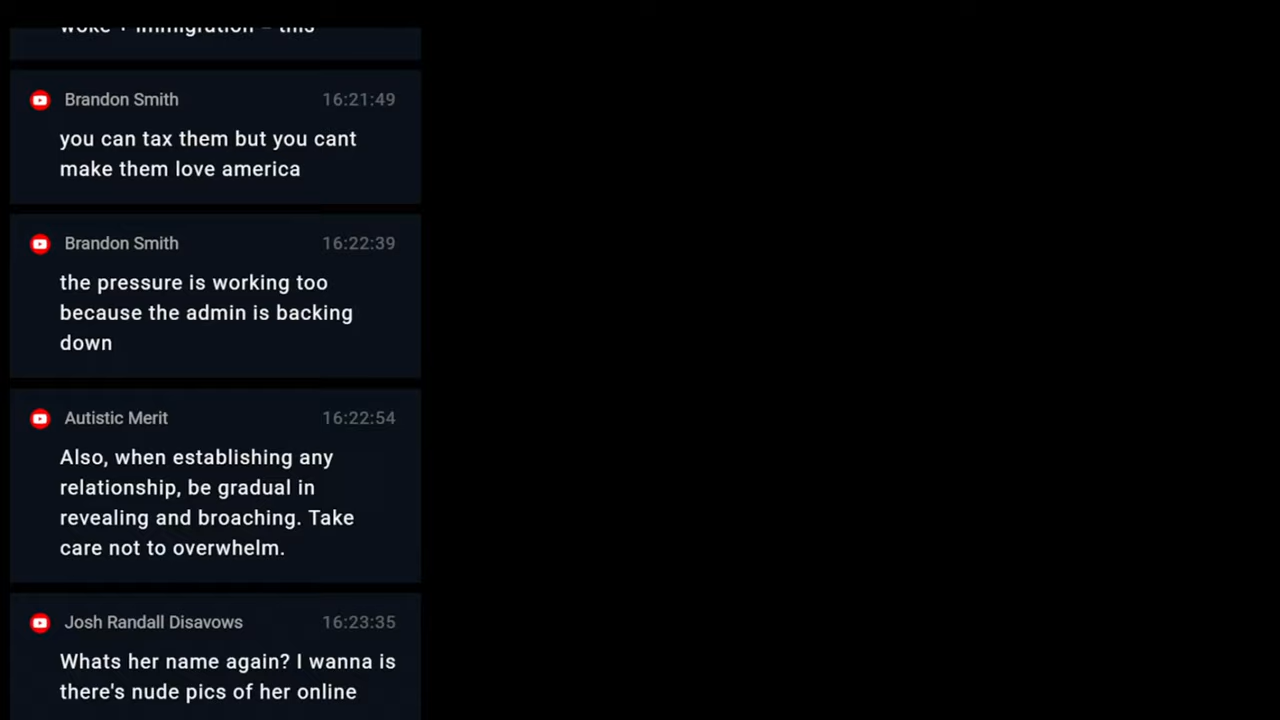 woke + immigration = this
Brandon Smith 16:21:49
you can tax them but you cant
make them love america
Brandon Smith 16:22:39
the pressure is working too
because the admin is backing
down
Autistic Merit 16:22:54
Also, when establishing any
relationship, be gradual in
revealing and broaching. Take
care not to overwhelm.
Josh Randall Disavows 16:23:35
Whats her name again? I wanna is
there's nude pics of her online